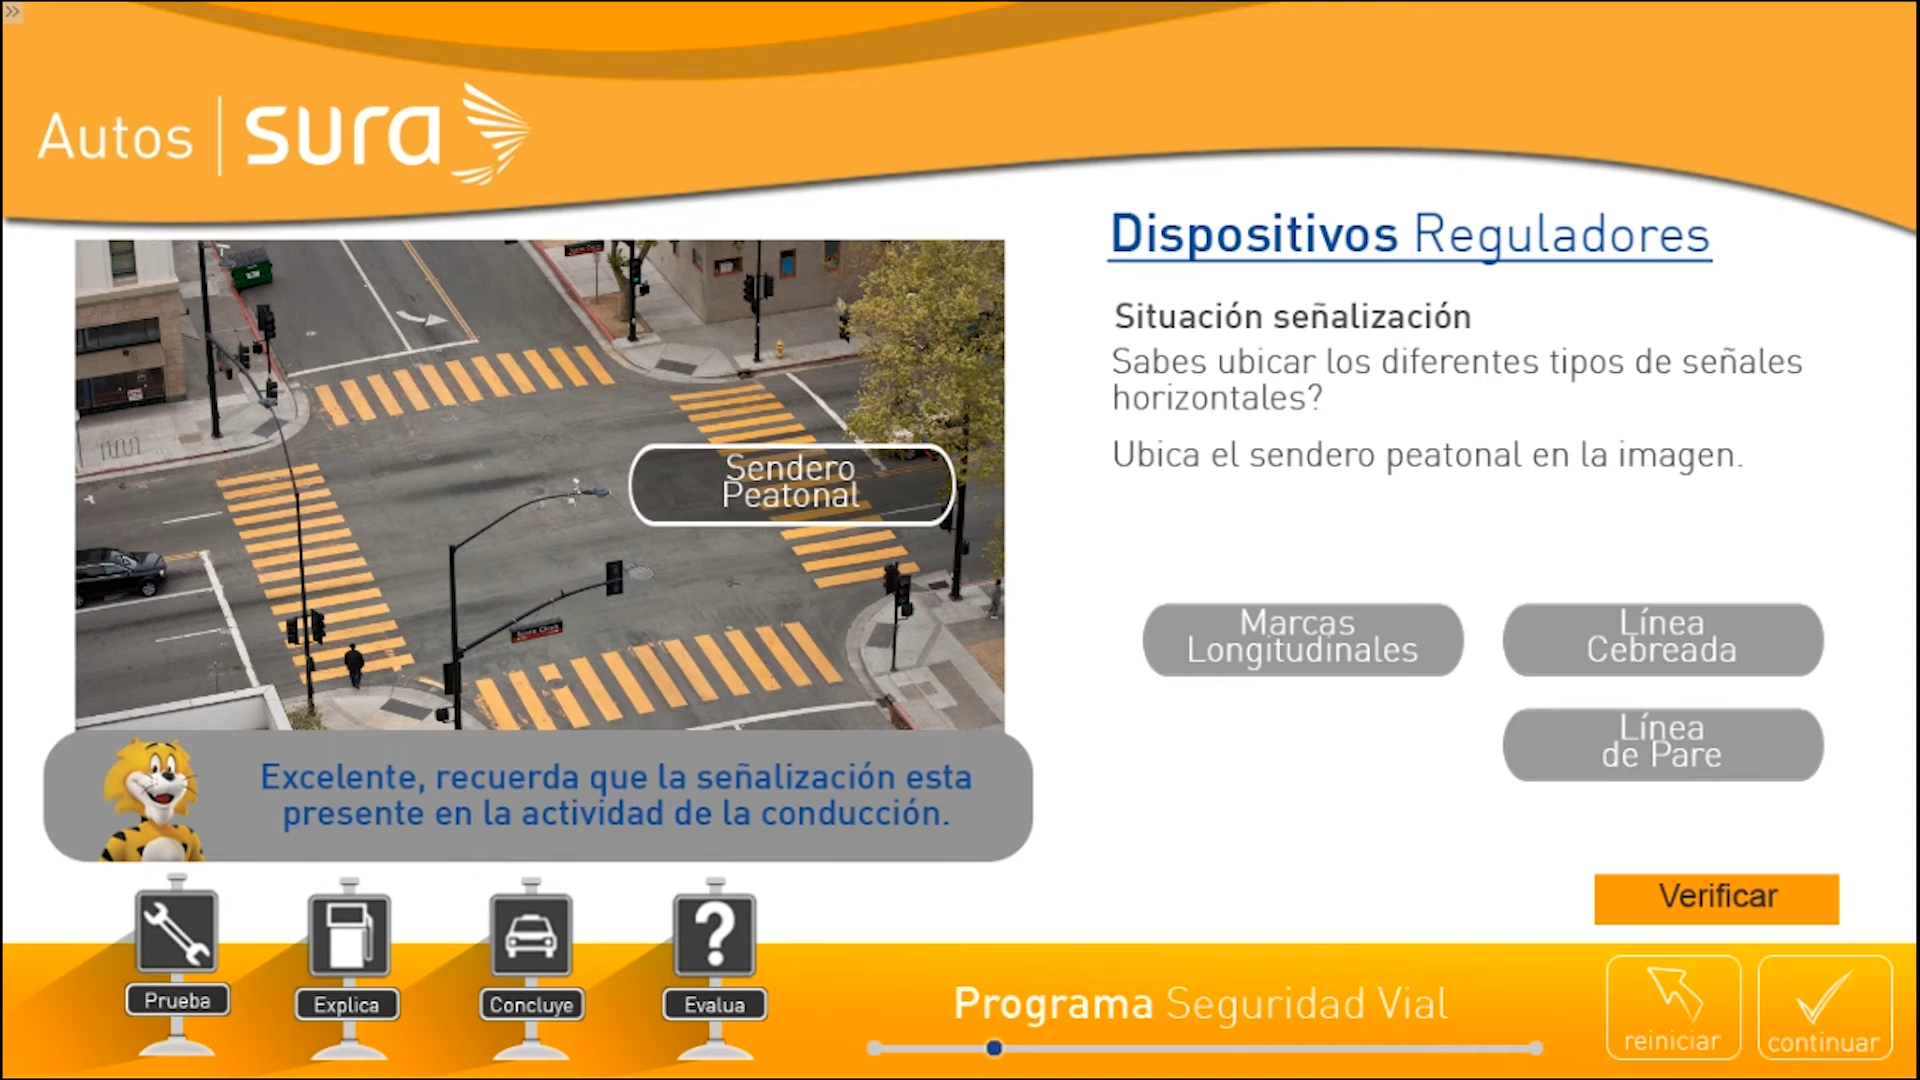 Autos sura
Dispositivos Reguladores
Situación señalización
Sabes ubicar los diferentes tipos de señales
horizontales?
Ubica el sendero peatonal en la imagen.
Sendero
Peatonal
Marcas
Longitudinales
Línea
Cebreada
Línea
de Pare
Excelente, recuerda que la señalización esta
presente en la actividad de la conducción.
Verificar
Prueba
Explica
Concluye
Evalua
Programa Seguridad Vial
reiniciar
continuar